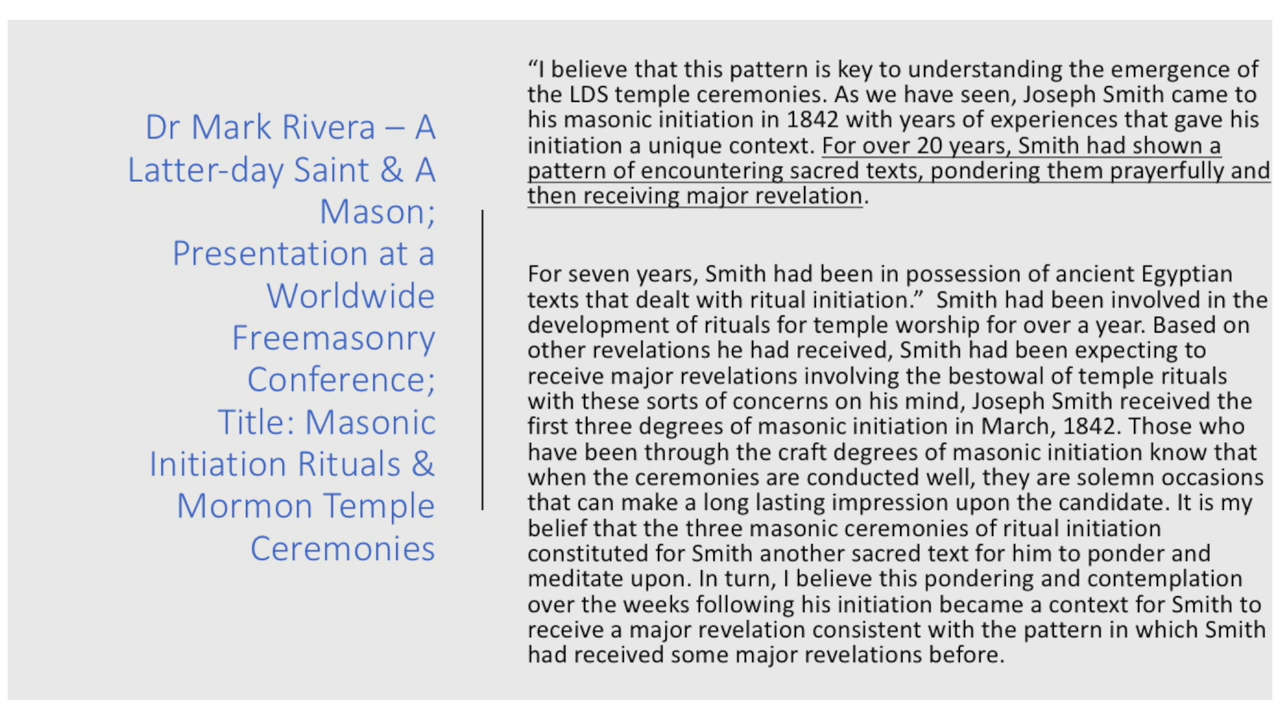 Dr Mark Rivera – A
Latter-day Saint & A
Mason;
Presentation at a
Worldwide
Freemasonry
Conference;
Title: Masonic
Initiation Rituals &
Mormon Temple
Ceremonies
“I believe that this pattern is key to understanding the emergence of
the LDS temple ceremonies. As we have seen, Joseph Smith came to
his masonic initiation in 1842 with years of experiences that gave his
initiation a unique context. For over 20 years, Smith had shown a
pattern of encountering sacred texts, pondering them prayerfully and
then receiving major revelation.
For seven years, Smith had been in possession of ancient Egyptian
texts that dealt with ritual initiation.” Smith had been involved in the
development of rituals for temple worship for over a year. Based on
other revelations he had received, Smith had been expecting to
receive major revelations involving the bestowal of temple rituals
with these sorts of concerns on his mind, Joseph Smith received the
first three degrees of masonic initiation in March, 1842. Those who
have been through the craft degrees of masonic initiation know that
when the ceremonies are conducted well, they are solemn occasions
that can make a long lasting impression upon the candidate. It is my
belief that the three masonic ceremonies of ritual initiation
constituted for Smith another sacred text for him to ponder and
meditate upon. In turn, I believe this pondering and contemplation
over the weeks following his initiation became a context for Smith to
receive a major revelation consistent with the pattern in which Smith
had received some major revelations before.